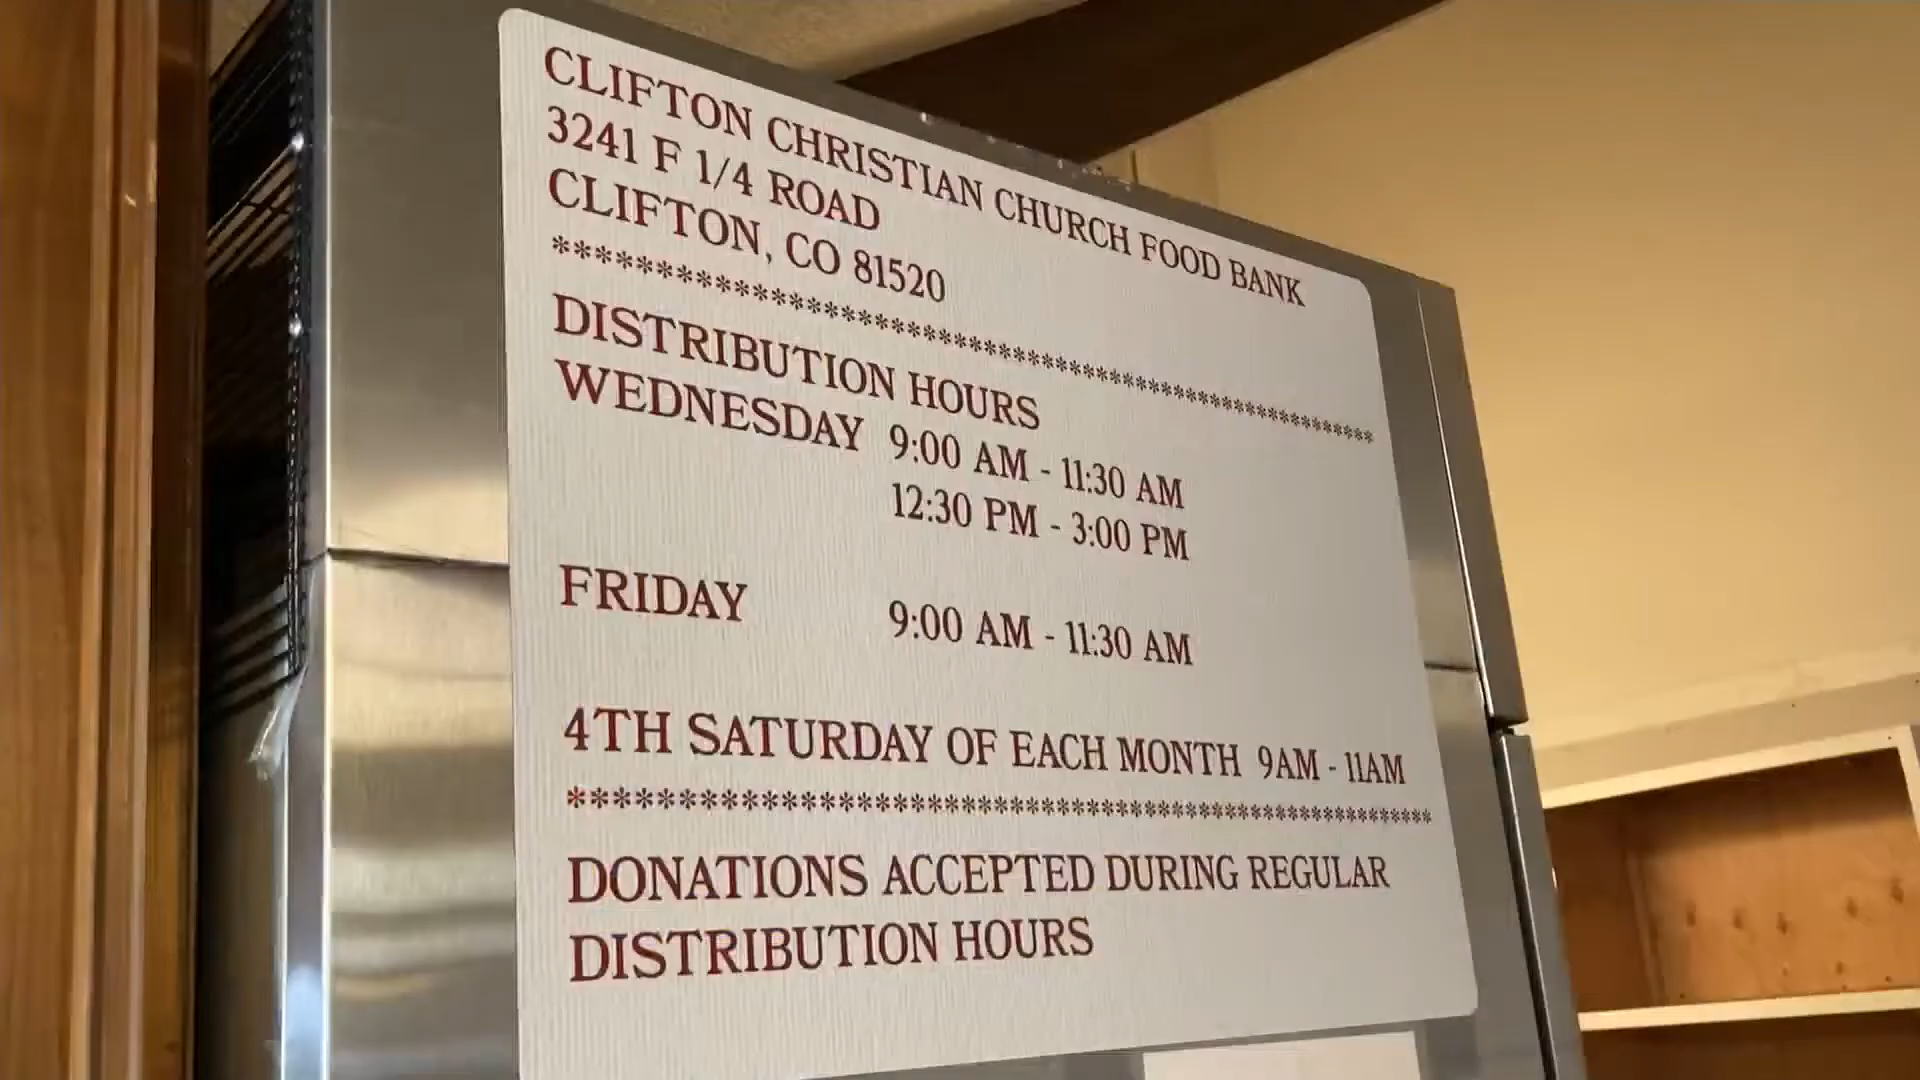 CLIFTON CHRISTIAN CHURCH FOOD BANK
3241 F 1/4 ROAD
CLIFTON, CO 81520
**********************************************************
DISTRIBUTION HOURS
WEDNESDAY 9:00 AM - 11:30 AM
12:30 PM - 3:00 PM
FRIDAY 9:00 AM - 11:30 AM
4TH SATURDAY OF EACH MONTH 9AM - 11AM
**********************************************************
DONATIONS ACCEPTED DURING REGULAR
DISTRIBUTION HOURS